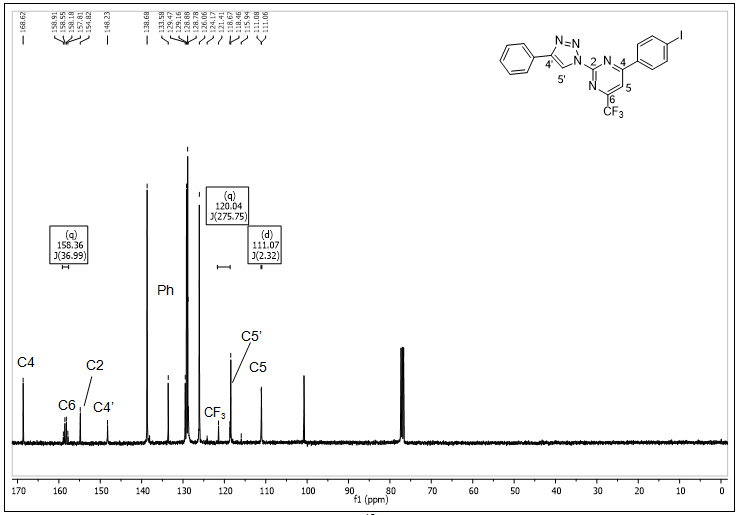 168.62
158.91
158.55
158.18
157.81
154.82
148.23
138.68
133.58
129.47
129.16
128.88
128.78
126.06
124.17
121.41
118.67
118.46
115.94
111.08
111.06
N
N
N
4'
5'
2
N
N
4
5
6
CF3
I
(q)
158.36
J(36.99)
(q)
120.04
J(275.75)
(d)
111.07
J(2.32)
Ph
C4
C6
C2
C4'
CF3
C5'
C5
170 160 150 140 130 120 110 100 90 80 70 60 50 40 30 20 10 0
f1 (ppm)